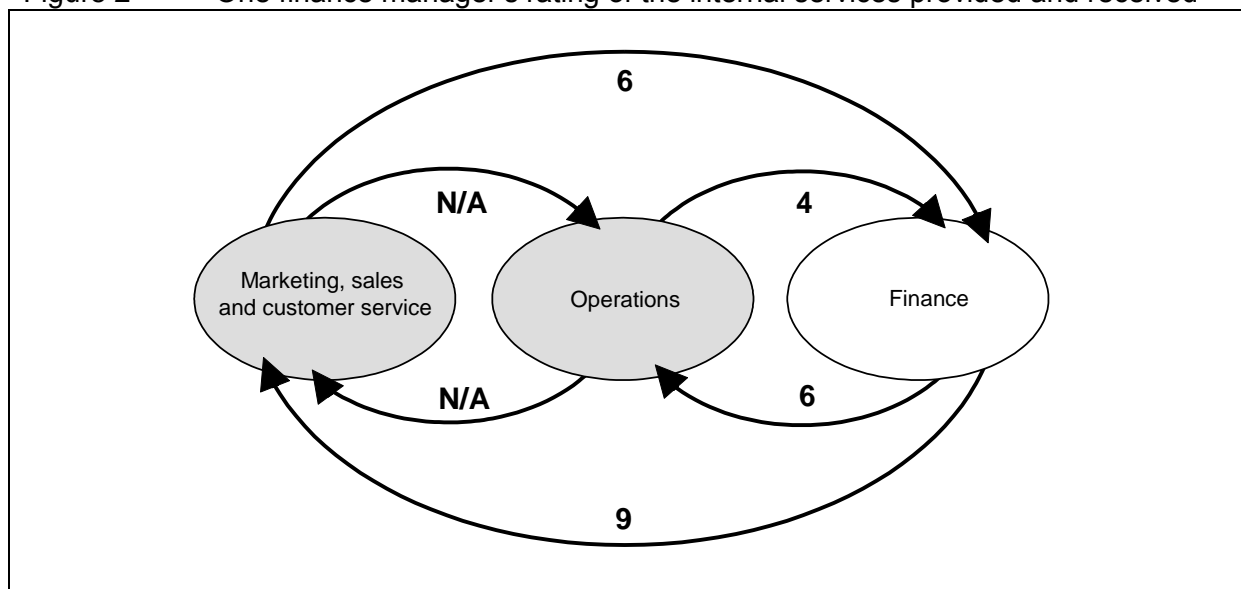 Figure 2 One finance manager's rating of the internal services provided and received
6
N/A
4
Marketing, sales
and customer service
Operations
Finance
N/A
6
9